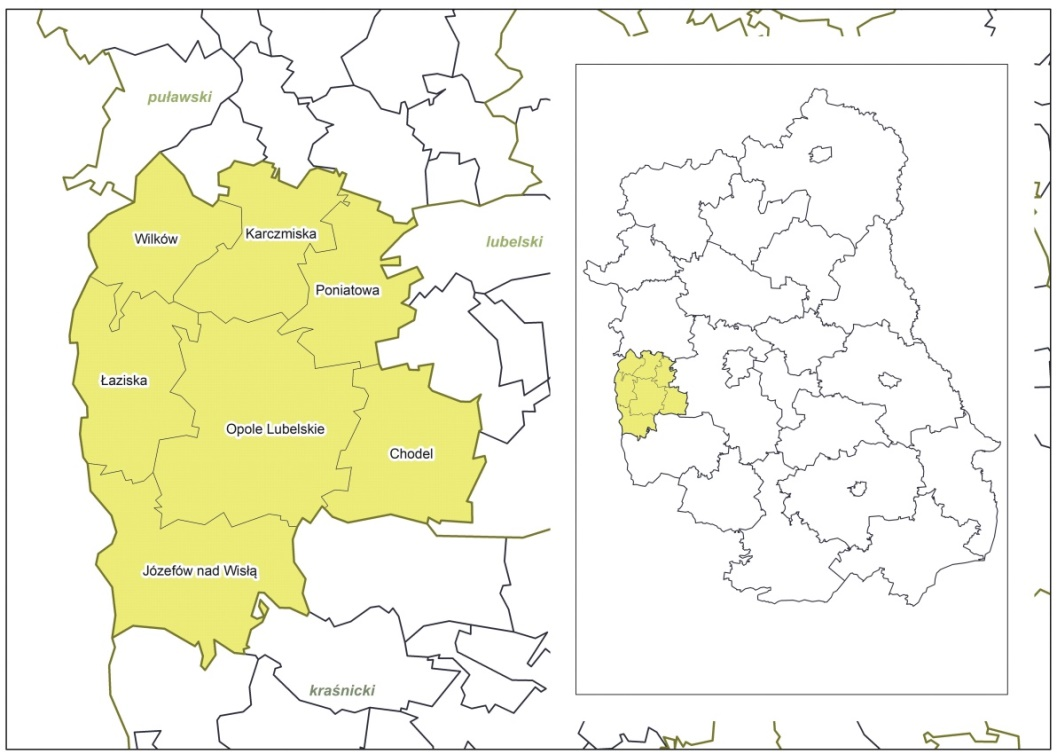 puławski
Wilków
Karczmiska
lubelski
Poniatowa
Łaziska
Opole Lubelskie
Chodel
Józefów nad Wisłą
kraśnicki